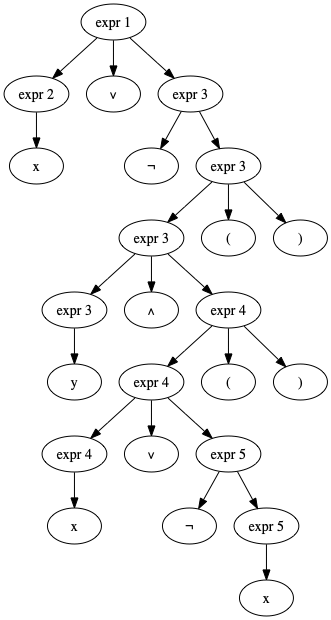 expr 1
expr 2 ∨ expr 3
x ¬ expr 3
expr 3 ( )
expr 3 ∧ expr 4
y expr 4 ( )
expr 4 ∨ expr 5
x ¬ expr 5
x